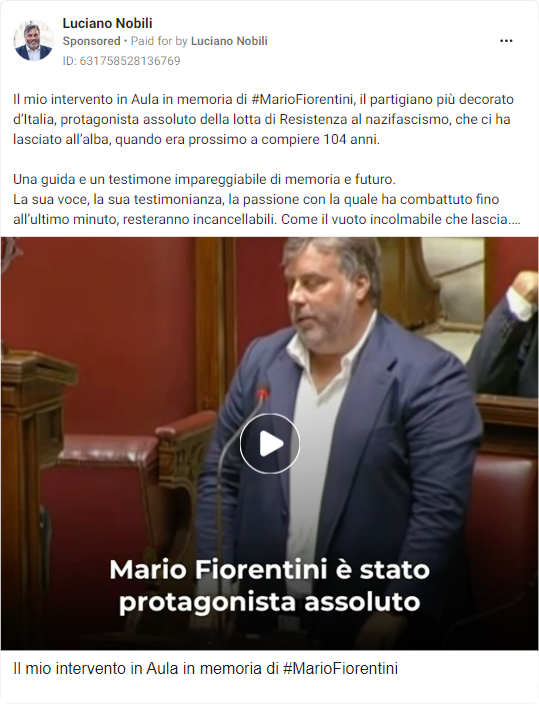 Luciano Nobili
Sponsored • Paid for by Luciano Nobili
ID: 631758528136769
Il mio intervento in Aula in memoria di #MarioFiorentini, il partigiano più decorato
d’Italia, protagonista assoluto della lotta di Resistenza al nazifascismo, che ci ha
lasciato all’alba, quando era prossimo a compiere 104 anni.
Una guida e un testimone impareggiabile di memoria e futuro.
La sua voce, la sua testimonianza, la passione con la quale ha combattuto fino
all’ultimo minuto, resteranno incancellabili. Come il vuoto incolmabile che lascia....
Mario Fiorentini è stato
protagonista assoluto
Il mio intervento in Aula in memoria di #MarioFiorentini